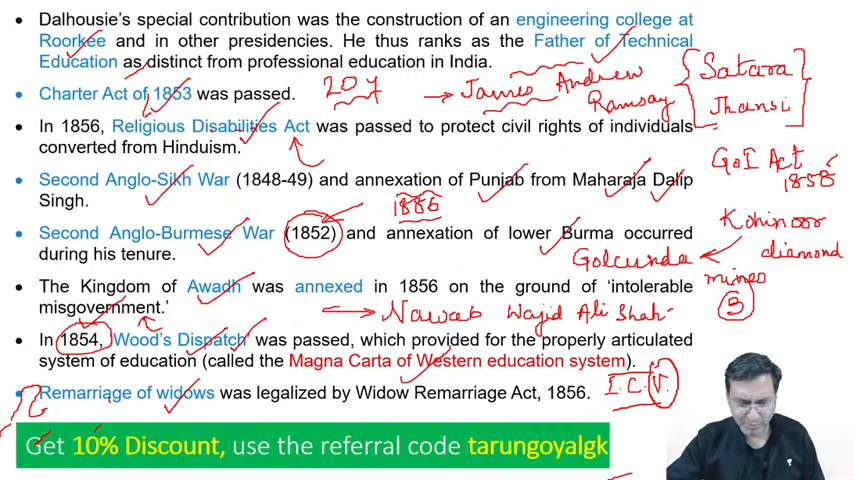 • Dalhousie's special contribution was the construction of an engineering college at
Roorkee and in other presidencies. He thus ranks as the Father of Technical
Education as distinct from professional education in India.
• Charter Act of 1853 was passed.
20 y
James Andrew
Ramsay
Satara
Jhansi
• In 1856, Religious Disabilities Act was passed to protect civil rights of individuals
converted from Hinduism.
GoI Act
1858
• Second Anglo-Sikh War (1848-49) and annexation of Punjab from Maharaja Dalip
Singh.
1886
• Second Anglo-Burmese War (1852) and annexation of lower Burma occurred
during his tenure.
Kohinoor
diamond
Golcunda
mines
3
• The Kingdom of Awadh was annexed in 1856 on the ground of 'intolerable
misgovernment.'
Nawab Wajid Ali Shah
• In 1854, Wood's Dispatch was passed, which provided for the properly articulated
system of education (called the Magna Carta of Western education system).
• Remarriage of widows was legalized by Widow Remarriage Act, 1856.
I.C.V.
Get 10% Discount, use the referral code tarungoyalgk